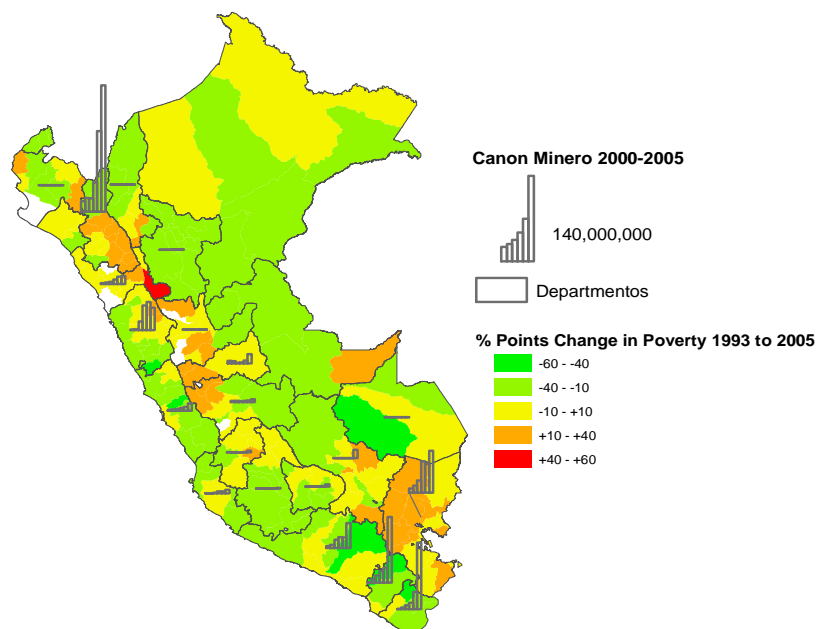 Canon Minero 2000-2005
140,000,000
Departmentos
% Points Change in Poverty 1993 to 2005
-60 - -40
-40 - -10
-10 - +10
+10 - +40
+40 - +60